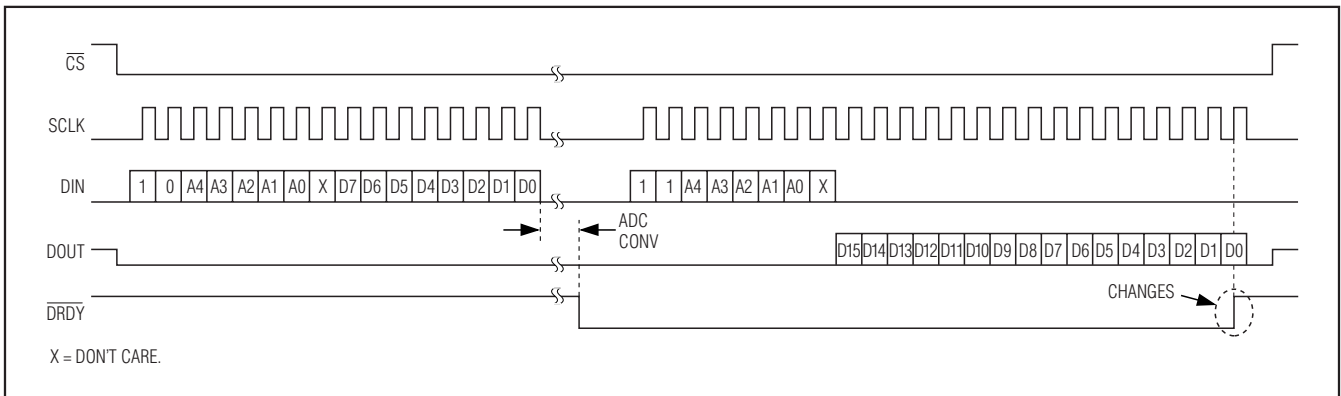 CS
SCLK
DIN 1 0 A4 A3 A2 A1 A0 X D7 D6 D5 D4 D3 D2 D1 D0 1 1 A4 A3 A2 A1 A0 X
ADC
CONV
DOUT D15 D14 D13 D12 D11 D10 D9 D8 D7 D6 D5 D4 D3 D2 D1 D0
CHANGES
DRDY
X = DON'T CARE.